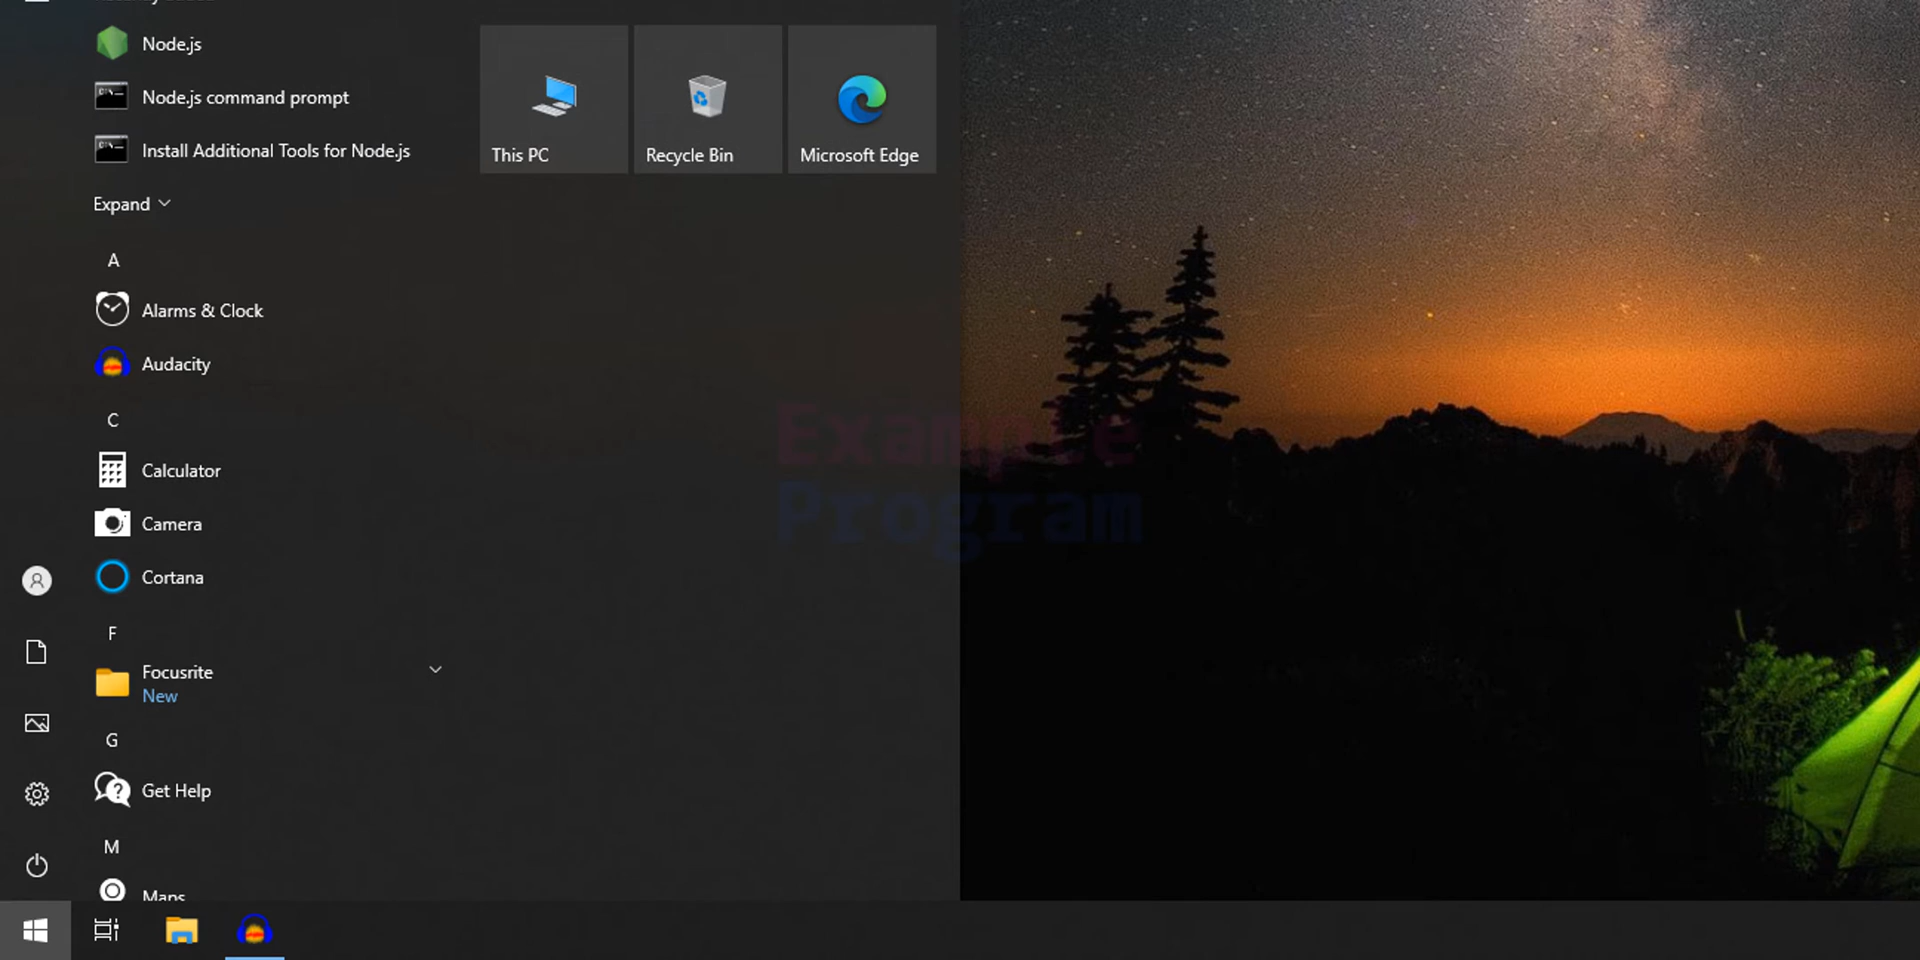 Node.js
Node.js command prompt
Install Additional Tools for Node.js
Expand
A
Alarms & Clock
Audacity
C
Calculator
Camera
Cortana
F
Focusrite
New
G
Get Help
M
Maps
This PC
Recycle Bin
Microsoft Edge
Example
Program